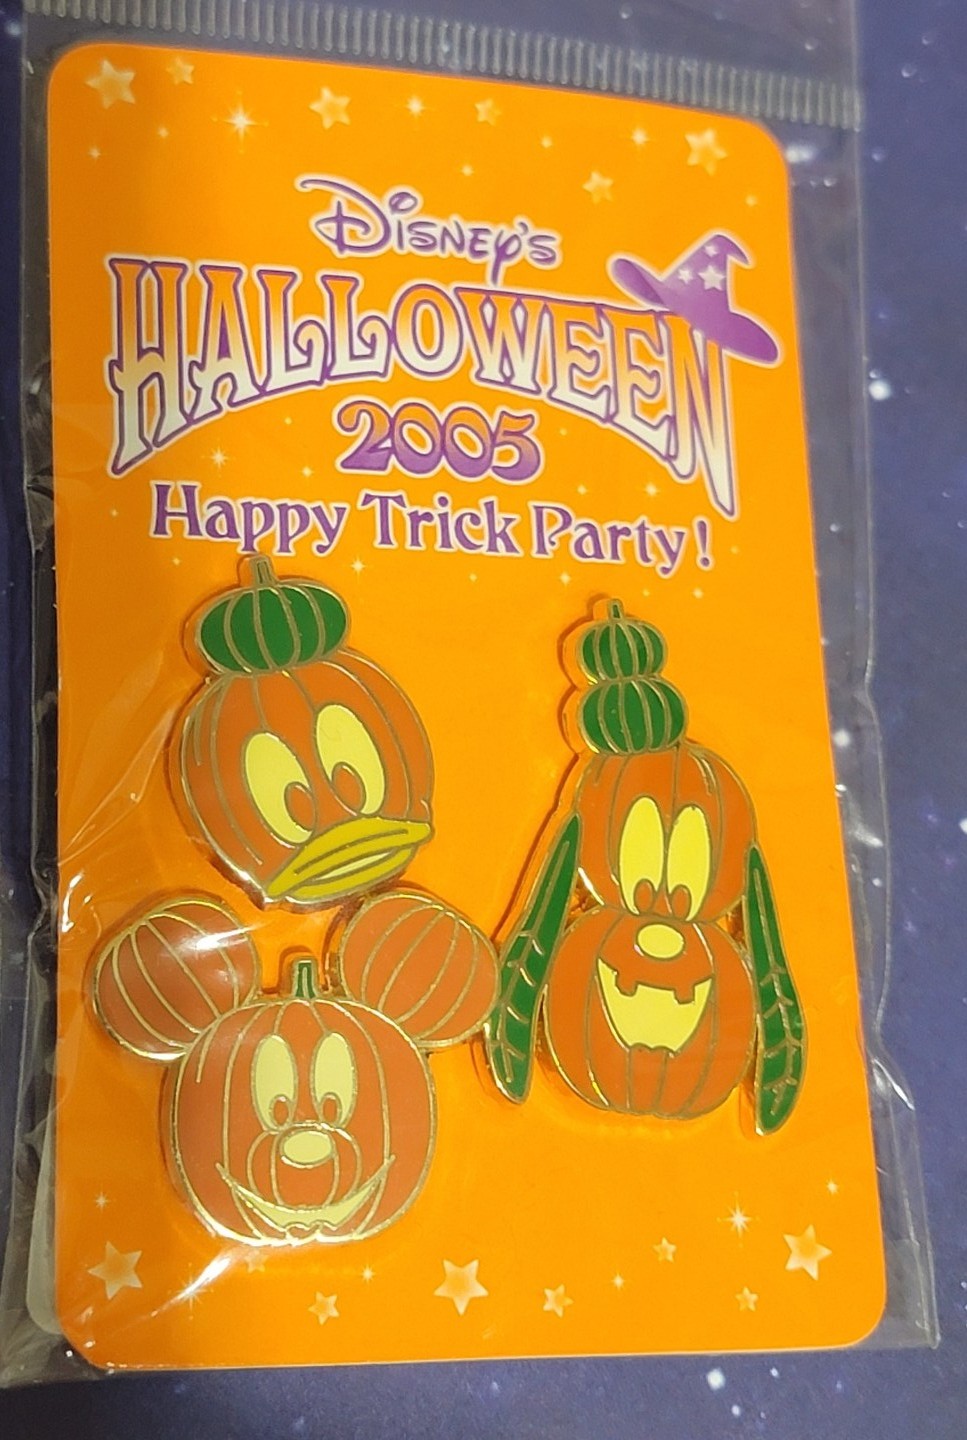 Disney's
HALLOWEEN
2005
Happy Trick Party!